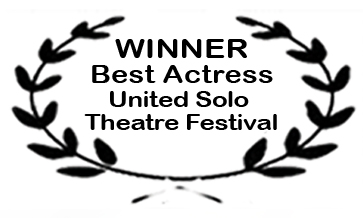 WINNER
Best Actress
United Solo
Theatre Festival